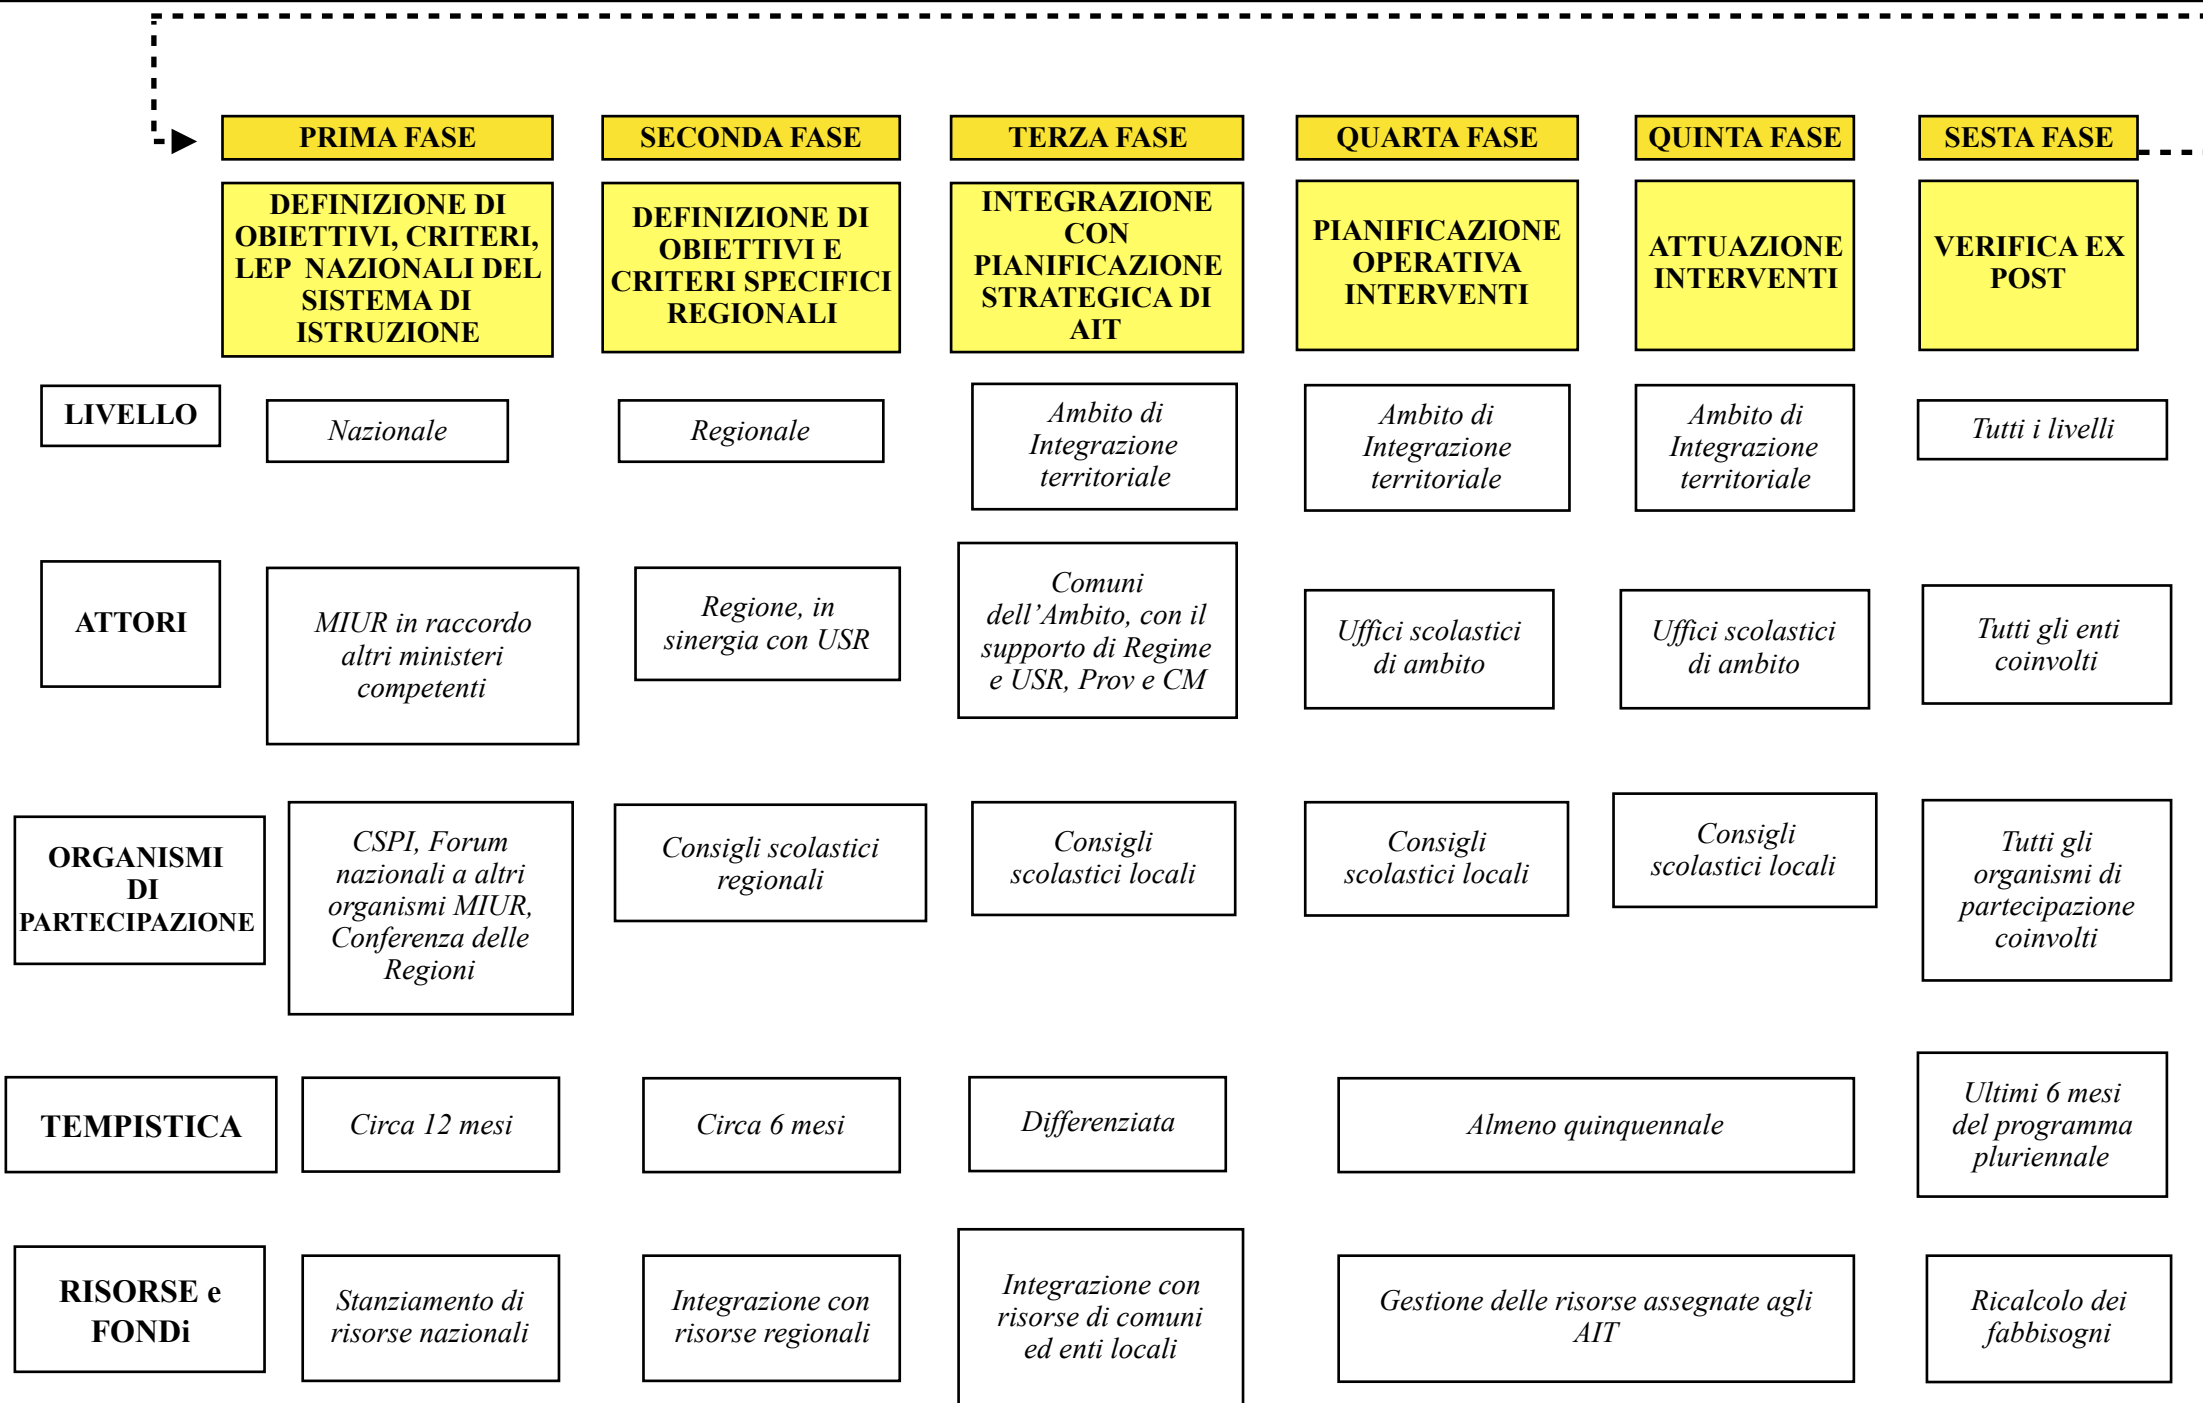 PRIMA FASE
SECONDA FASE
TERZA FASE
QUARTA FASE
QUINTA FASE
SESTA FASE
DEFINIZIONE DI
OBIETTIVI, CRITERI,
LEP NAZIONALI DEL
SISTEMA DI
ISTRUZIONE
DEFINIZIONE DI
OBIETTIVI E
CRITERI SPECIFICI
REGIONALI
INTEGRAZIONE
CON
PIANIFICAZIONE
STRATEGICA DI
AIT
PIANIFICAZIONE
OPERATIVA
INTERVENTI
ATTUAZIONE
INTERVENTI
VERIFICA EX
POST
LIVELLO
Nazionale
Regionale
Ambito di
Integrazione
territoriale
Ambito di
Integrazione
territoriale
Ambito di
Integrazione
territoriale
Tutti i livelli
ATTORI
MIUR in raccordo
altri ministeri
competenti
Regione, in
sinergia con USR
Comuni
dell’Ambito, con il
supporto di Regime
e USR, Prov e CM
Uffici scolastici
di ambito
Uffici scolastici
di ambito
Tutti gli enti
coinvolti
ORGANISMI
DI
PARTECIPAZIONE
CSPI, Forum
nazionali a altri
organismi MIUR,
Conferenza delle
Regioni
Consigli scolastici
regionali
Consigli
scolastici locali
Consigli
scolastici locali
Consigli
scolastici locali
Tutti gli
organismi di
partecipazione
coinvolti
TEMPISTICA
Circa 12 mesi
Circa 6 mesi
Differenziata
Almeno quinquennale
Ultimi 6 mesi
del programma
pluriennale
RISORSE e
FONDi
Stanziamento di
risorse nazionali
Integrazione con
risorse regionali
Integrazione con
risorse di comuni
ed enti locali
Gestione delle risorse assegnate agli
AIT
Ricalcolo dei
fabbisogni